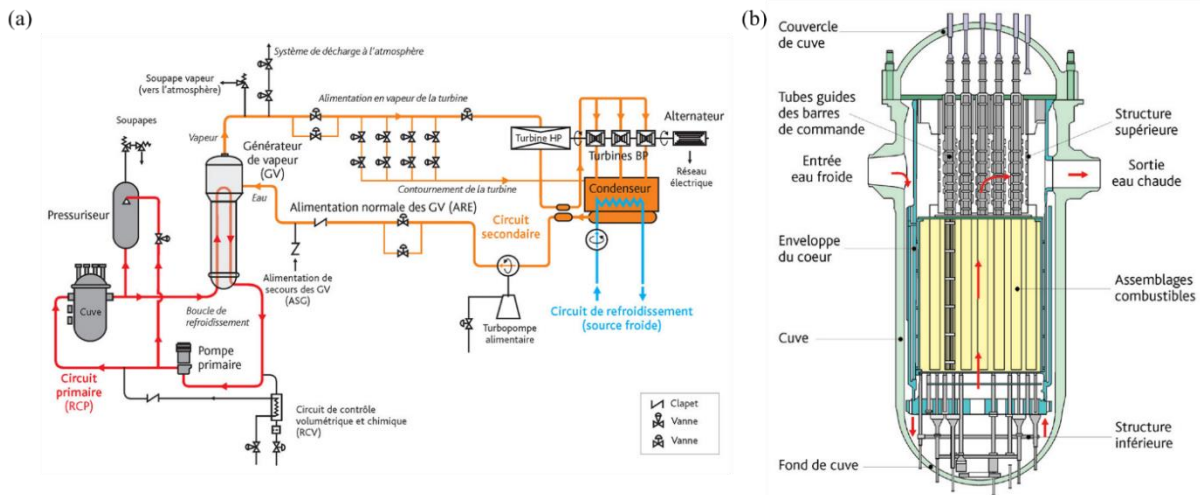 (a)
Système de décharge à l'atmosphère
Soupape vapeur
(vers l'atmosphère)
Alimentation en vapeur de la turbine
Soupapes
Vapeur
Générateur
de vapeur
(GV)
Turbine HP
Alternateur
Turbines BP
Réseau
électrique
Contournement de la turbine
Condenseur
Eau
Pressuriseur
Alimentation normale des GV (ARE)
Circuit
secondaire
Alimentation de
secours des GV
(ASG)
Cuve
Boucle de
refroidissement
Turbopompe
alimentaire
Circuit de refroidissement
(source froide)
Pompe
primaire
Circuit
primaire
(RCP)
Circuit de contrôle
volumétrique et chimique
(RCV)
Clapet
Vanne
Vanne
(b)
Couvercle
de cuve
Tubes guides
des barres
de commande
Structure
supérieure
Entrée
eau froide
Sortie
eau chaude
Enveloppe
du coeur
Assemblages
combustibles
Cuve
Structure
inférieure
Fond de cuve